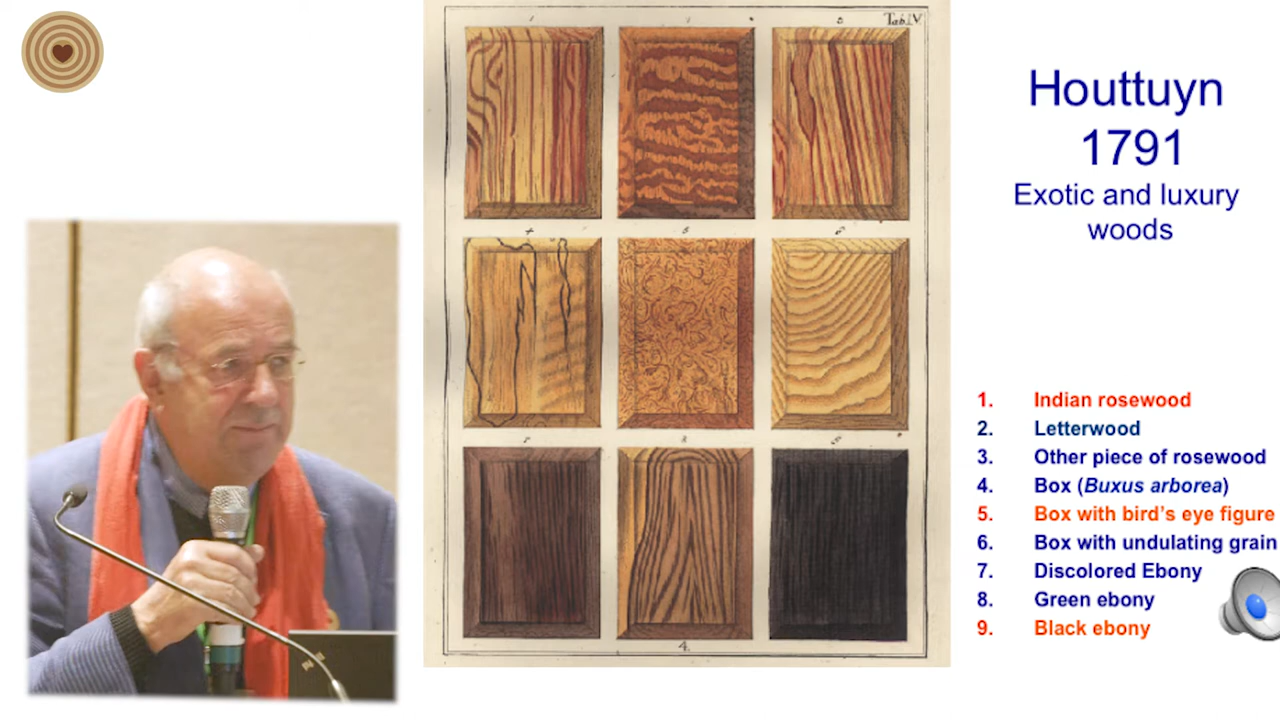 Tab. IV.
4.
Houttuyn
1791
Exotic and luxury
woods
1. Indian rosewood
2. Letterwood
3. Other piece of rosewood
4. Box (Buxus arborea)
5. Box with bird's eye figure
6. Box with undulating grain
7. Discolored Ebony
8. Green ebony
9. Black ebony